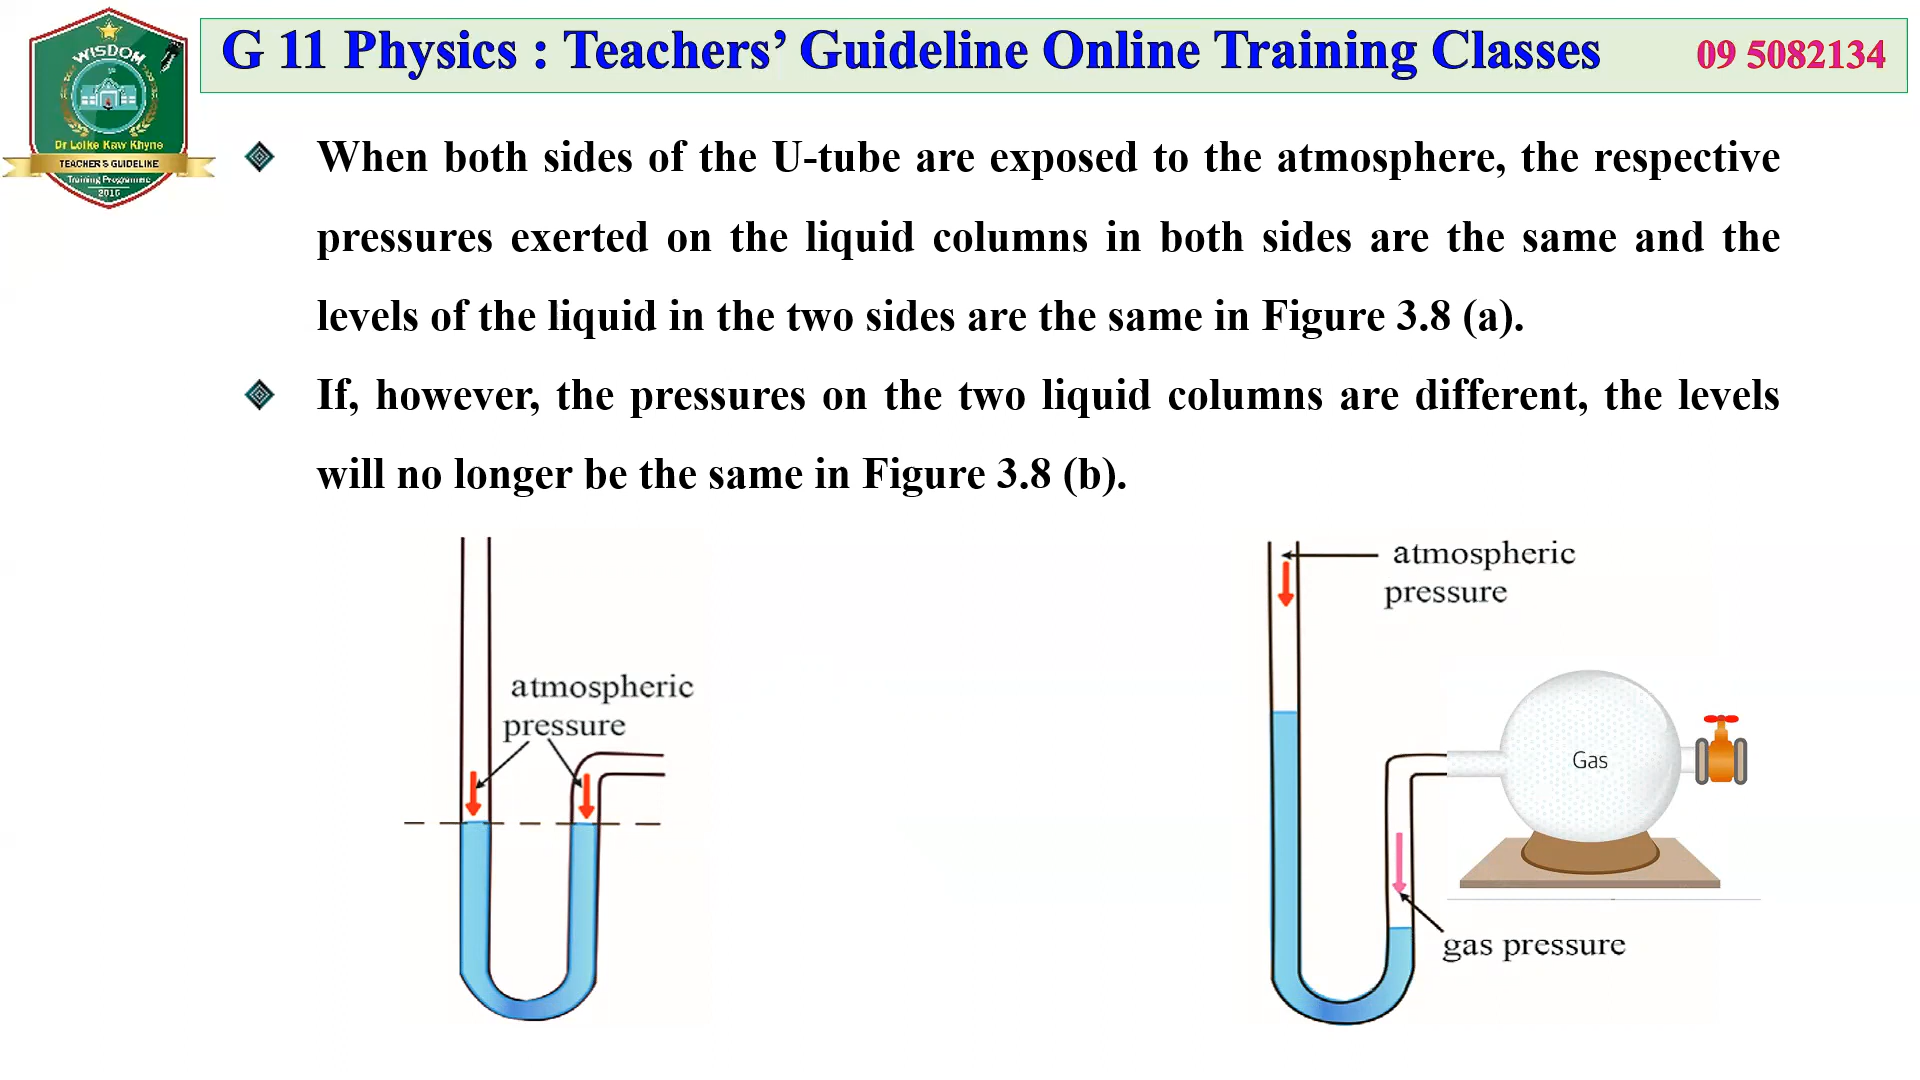 WISDOM
Dr Loike Kaw Khyne
TEACHER'S GUIDELINE
Training Programme
2016
G 11 Physics : Teachers’ Guideline Online Training Classes
09 5082134
When both sides of the U-tube are exposed to the atmosphere, the respective
pressures exerted on the liquid columns in both sides are the same and the
levels of the liquid in the two sides are the same in Figure 3.8 (a).
If, however, the pressures on the two liquid columns are different, the levels
will no longer be the same in Figure 3.8 (b).
atmospheric
pressure
atmospheric
pressure
Gas
gas pressure